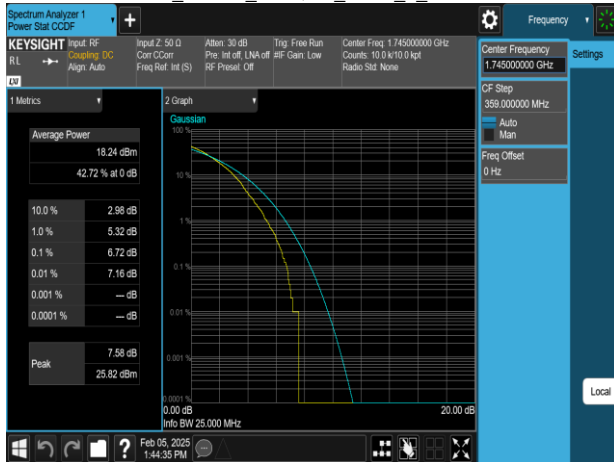 Spectrum Analyzer 1
Power Stat CCDF
Frequency
KEYSIGHT
RL
LXI
Input: RF
Coupling: DC
Align: Auto
Input Z: 50 Ω
Corr CCorr
Freq Ref: Int (S)
Atten: 30 dB
Pre: Int off, LNA off
RF Preset: Off
Trig: Free Run
#IF Gain: Low
Center Freq: 1.745000000 GHz
Counts: 10.0 k/10.0 kpt
Radio Std: None
Center Frequency
1.745000000 GHz
Settings
CF Step
359.000000 MHz
Auto
Man
Freq Offset
0 Hz
1 Metrics
Average Power
18.24 dBm
42.72 % at 0 dB
10.0 % 2.98 dB
1.0 % 5.32 dB
0.1 % 6.72 dB
0.01 % 7.16 dB
0.001 % --- dB
0.0001 % --- dB
Peak
7.58 dB
25.82 dBm
2 Graph
Gaussian
100 %
10 %
1 %
0.1 %
0.01 %
0.001 %
0.0001 %
0.00 dB
20.00 dB
Info BW 25.000 MHz
Local
?
Feb 05, 2025
1:44:35 PM